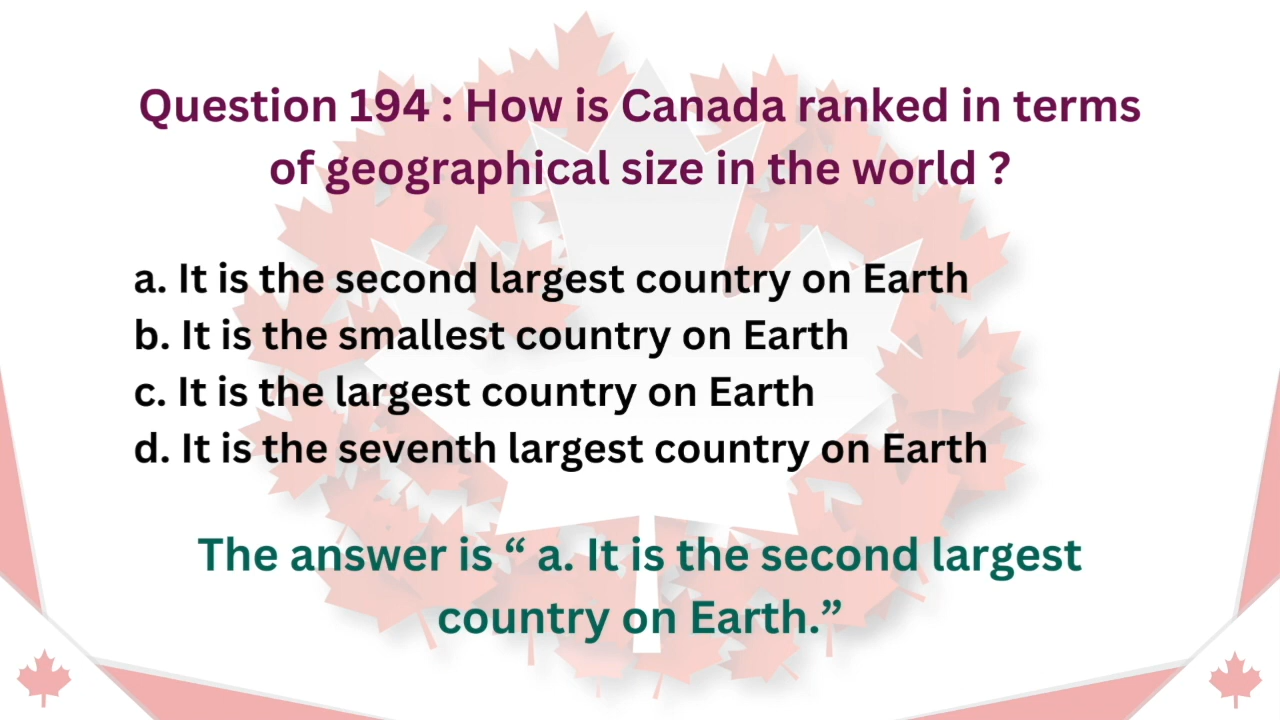 Question 194 : How is Canada ranked in terms
of geographical size in the world ?
a. It is the second largest country on Earth
b. It is the smallest country on Earth
c. It is the largest country on Earth
d. It is the seventh largest country on Earth
The answer is “ a. It is the second largest
country on Earth.”